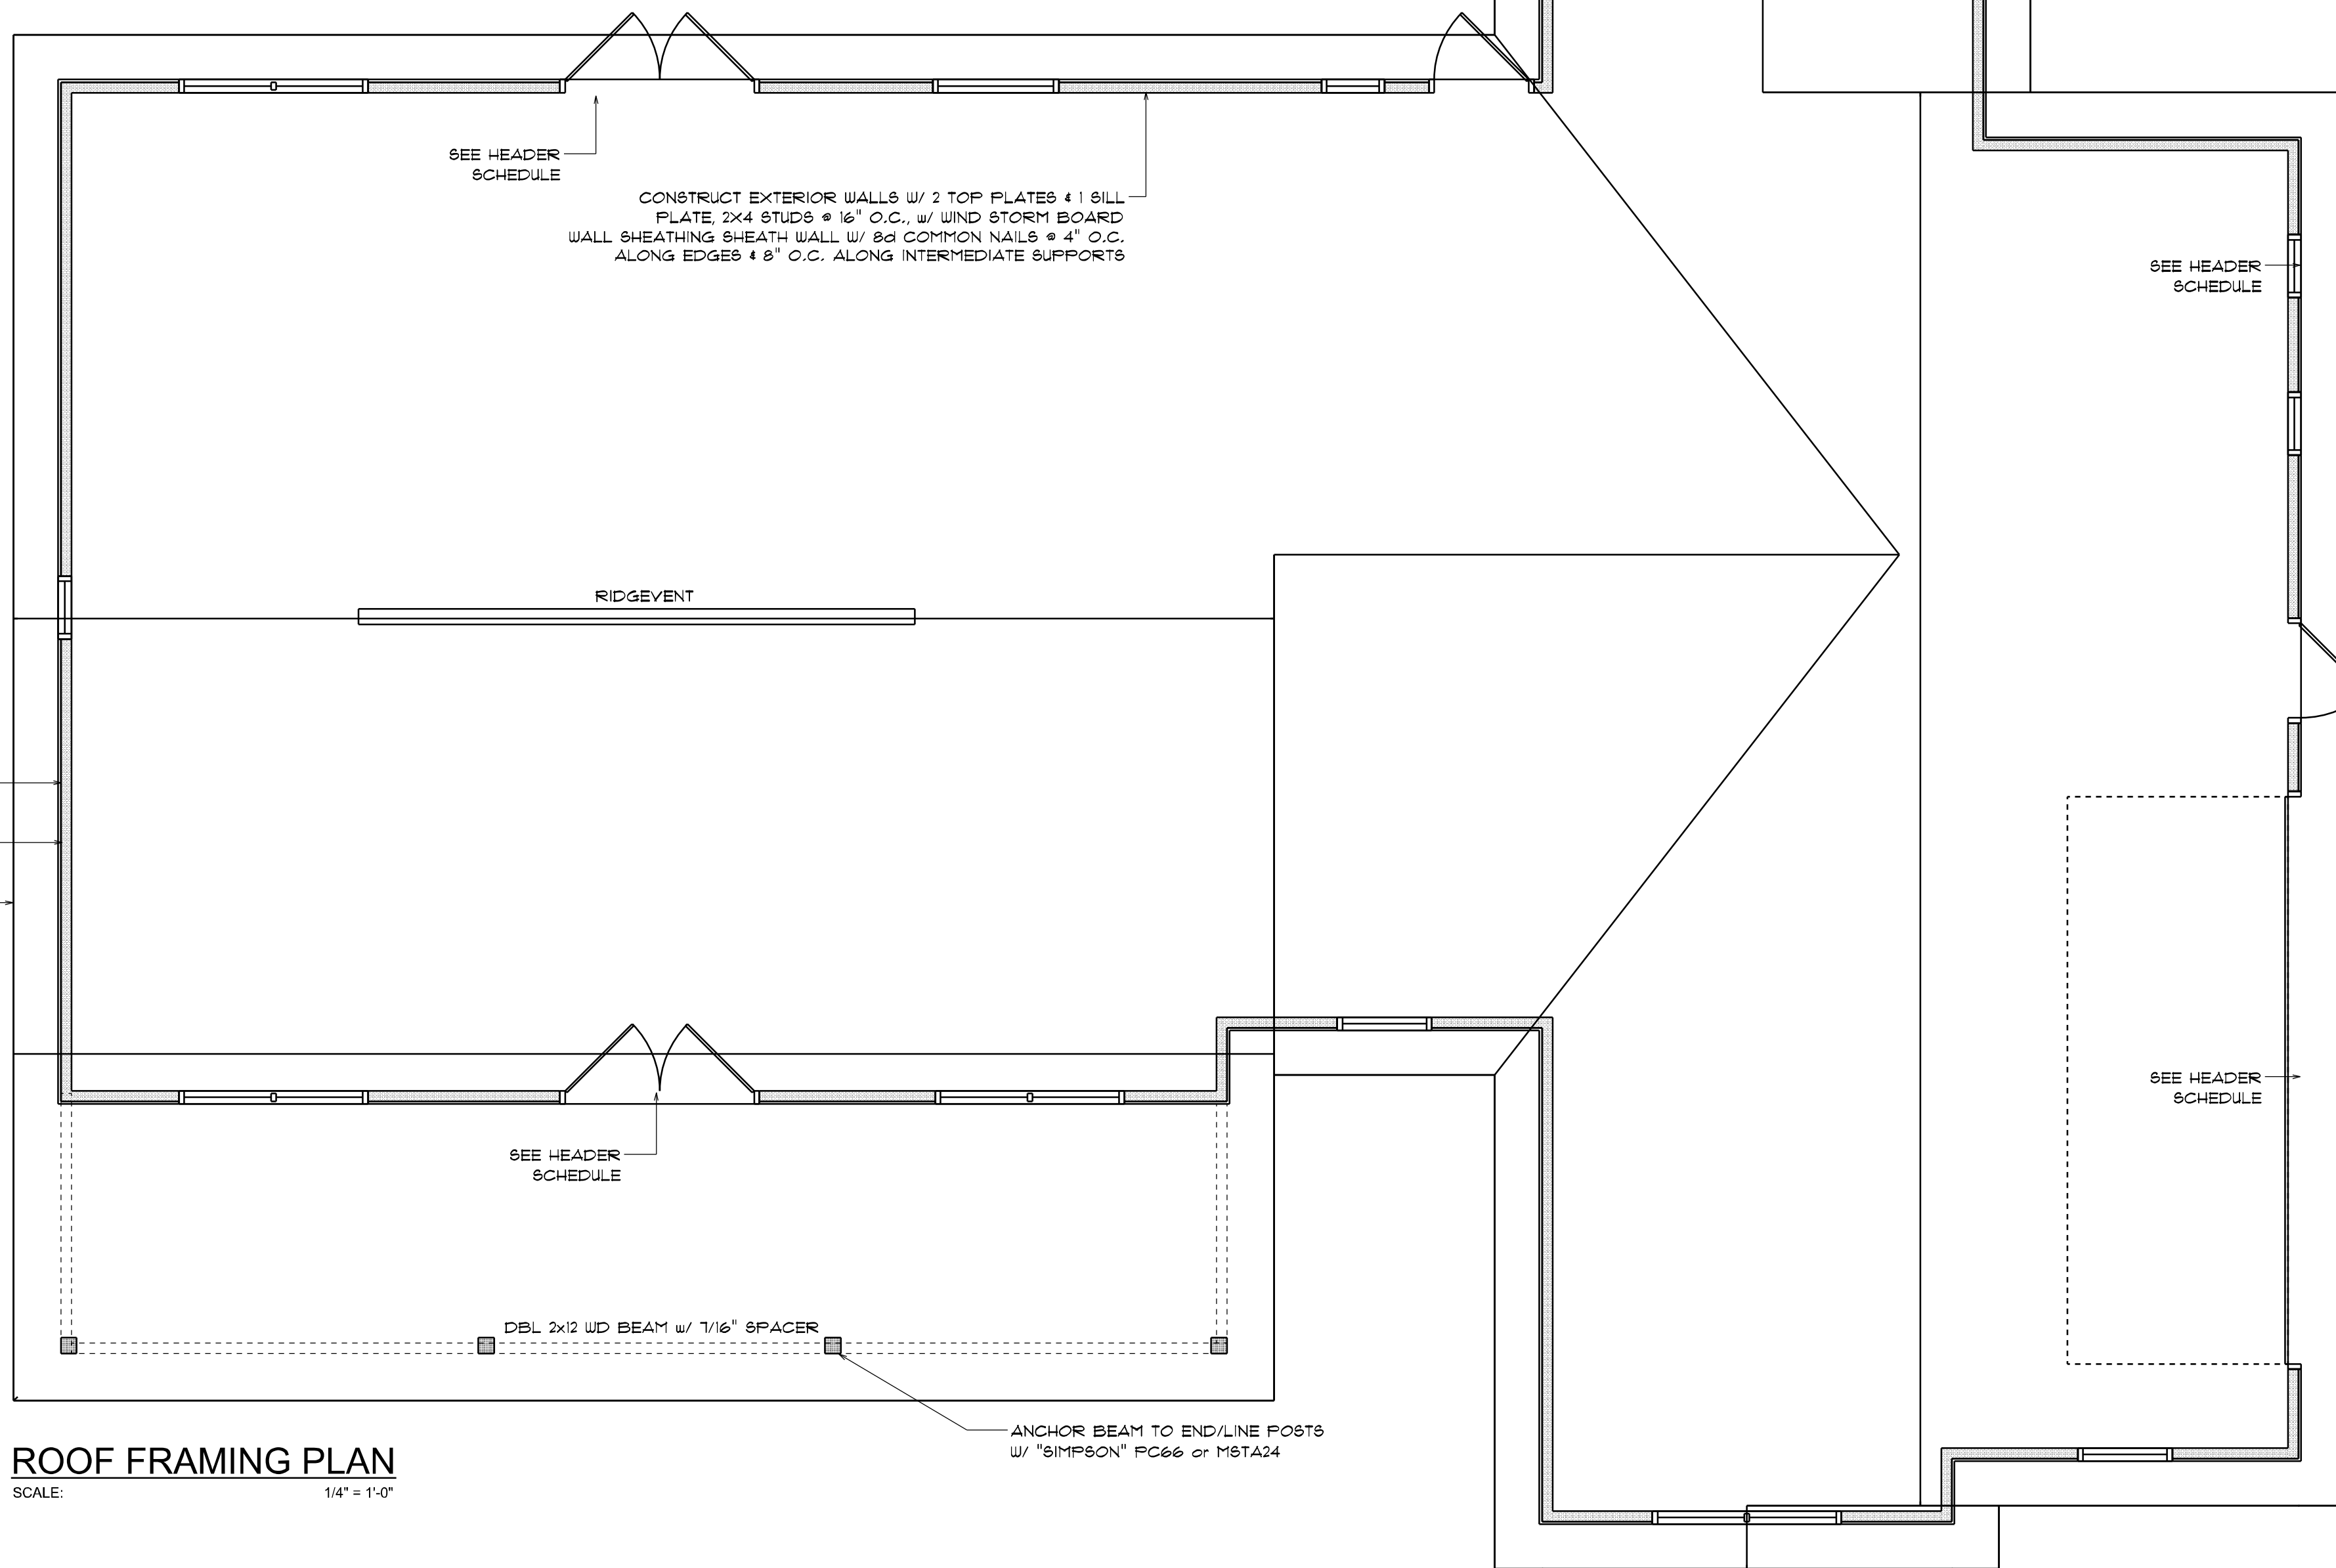 SEE HEADER
SCHEDULE
CONSTRUCT EXTERIOR WALLS W/ 2 TOP PLATES & 1 SILL
PLATE, 2X4 STUDS @ 16" O.C., w/ WIND STORM BOARD
WALL SHEATHING SHEATH WALL W/ 8d COMMON NAILS @ 4" O.C.
ALONG EDGES & 8" O.C. ALONG INTERMEDIATE SUPPORTS
SEE HEADER
SCHEDULE
RIDGEVENT
SEE HEADER
SCHEDULE
SEE HEADER
SCHEDULE
DBL 2x12 WD BEAM w/ 7/16" SPACER
ANCHOR BEAM TO END/LINE POSTS
W/ "SIMPSON" PC66 or MSTA24
ROOF FRAMING PLAN
SCALE: 1/4" = 1'-0"